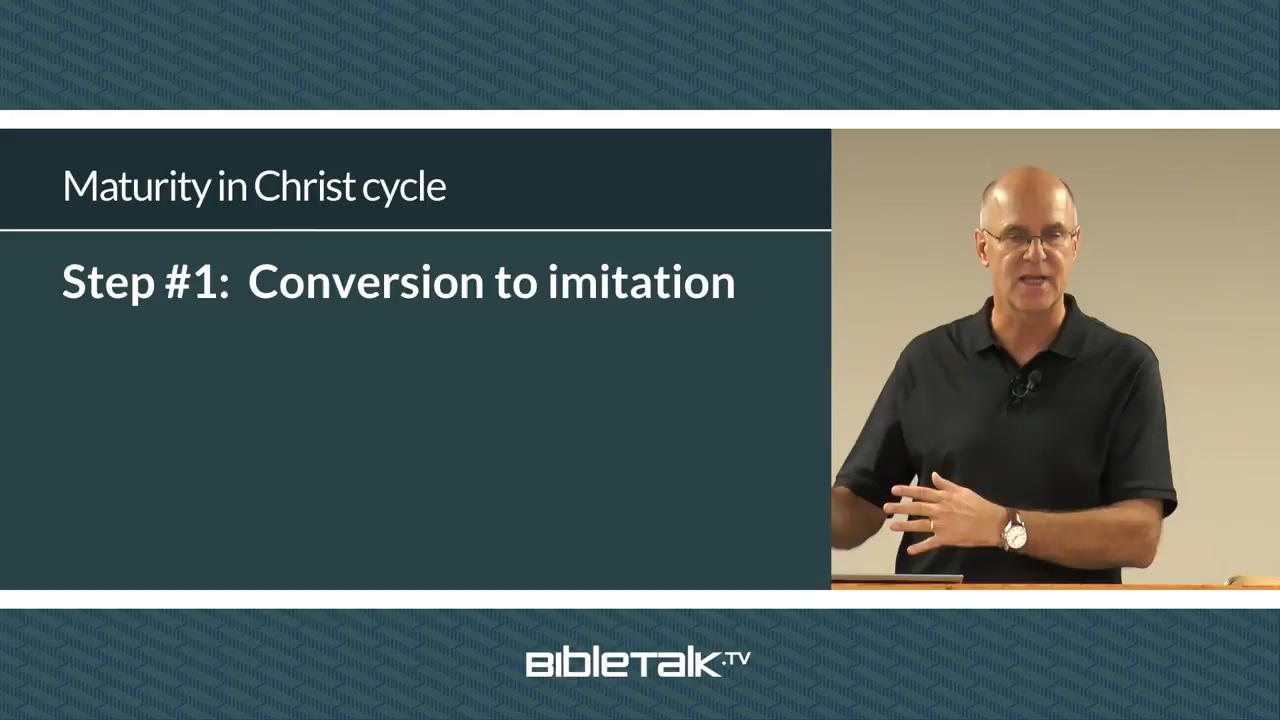 Maturity in Christ cycle
Step #1: Conversion to imitation
BIBLETALK.TV